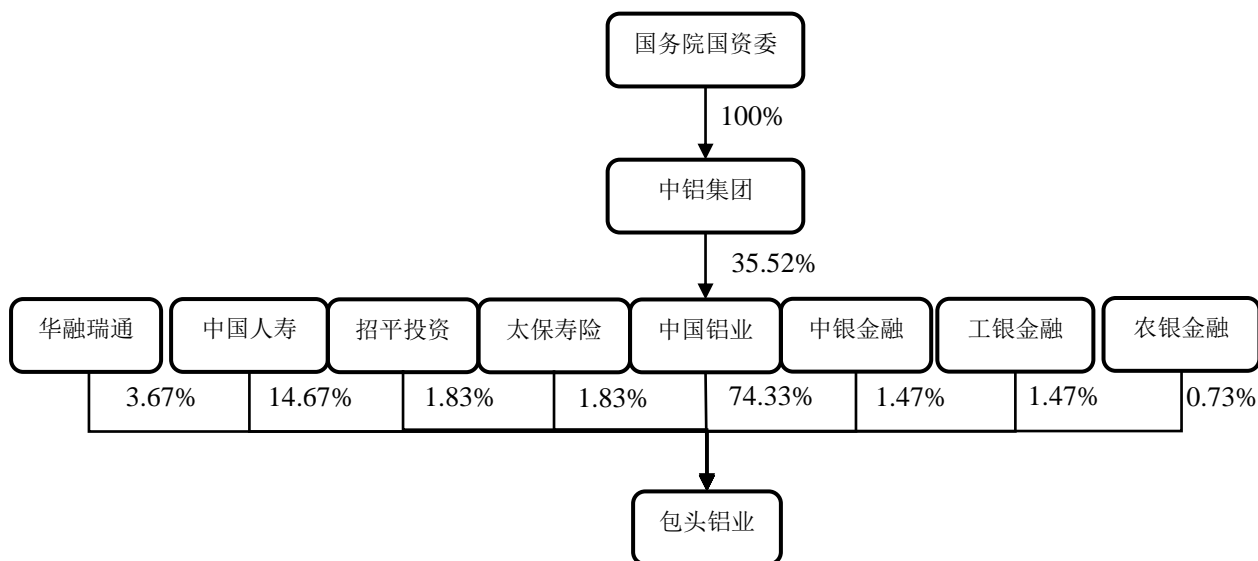 国务院国资委
100%
中铝集团
35.52%
华融瑞通
中国人寿
招平投资
太保寿险
中国铝业
中银金融
工银金融
农银金融
3.67%
14.67%
1.83%
1.83%
74.33%
1.47%
1.47%
0.73%
包头铝业